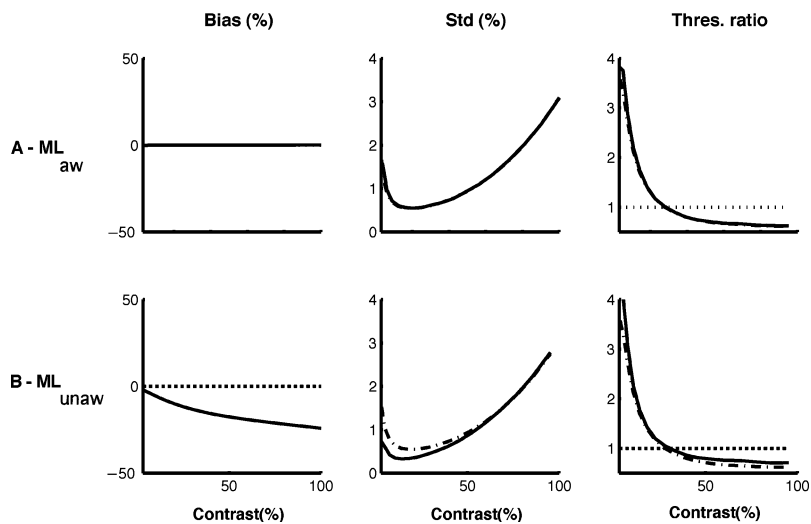 Bias (%) Std (%) Thres. ratio
50 4 4
3 3
A - ML aw 0 2 2
1 1
−50 0
50 4 4
3 3
B - ML unaw 0 2 2
1 1
−50 0
50 100 50 100 50 100
Contrast(%) Contrast(%) Contrast(%)